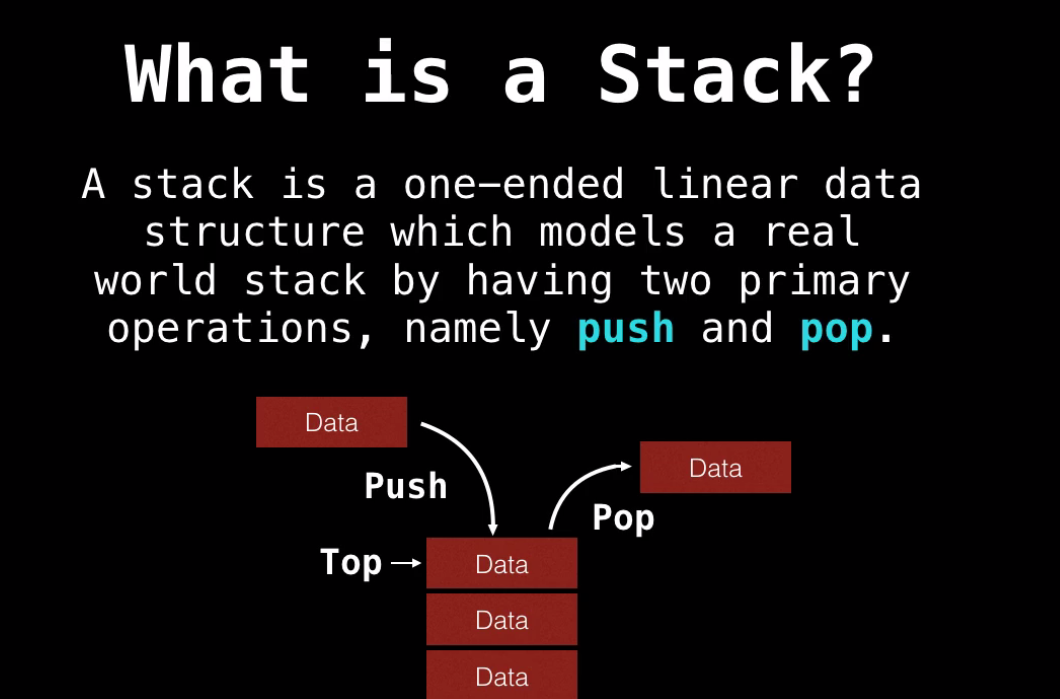 What is a Stack?
A stack is a one-ended linear data
structure which models a real
world stack by having two primary
operations, namely push and pop.
Data
Data
Push
Pop
Top
Data
Data
Data